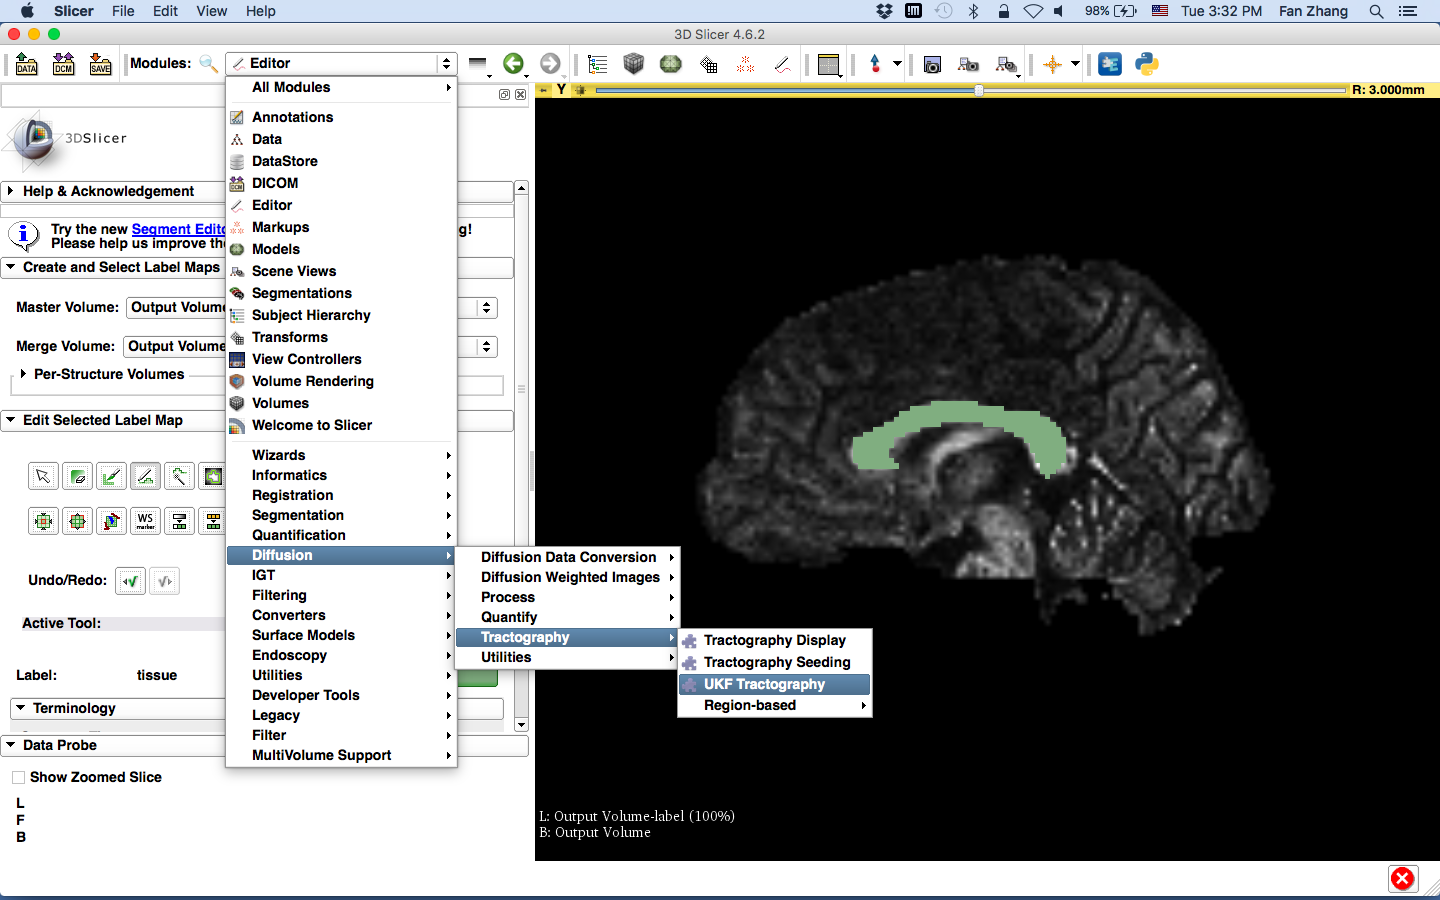 Slicer File Edit View Help 98% Tue 3:32 PM Fan Zhang
3D Slicer 4.6.2
DATA DCM SAVE Modules: Editor
Y R: 3.000mm
All Modules
Annotations
3DSlicer
Data
DataStore
DICOM
Help & Acknowledgement
Editor
Try the new Segment Edito g!
Please help us improve the
Markups
Models
Create and Select Label Maps
Scene Views
Segmentations
Master Volume: Output Volume
Subject Hierarchy
Transforms
Merge Volume: Output Volume
View Controllers
Per-Structure Volumes
Volume Rendering
Volumes
Edit Selected Label Map
Welcome to Slicer
Wizards
Informatics
Registration
Segmentation
WS
marker
Quantification
Diffusion
Diffusion Data Conversion
IGT
Diffusion Weighted Images
Undo/Redo:
Filtering
Process
Converters
Quantify
Active Tool:
Surface Models
Tractography
Tractography Display
Endoscopy
Utilities
Tractography Seeding
Label: tissue
Utilities
UKF Tractography
Developer Tools
Region-based
Terminology
Legacy
Filter
Data Probe
MultiVolume Support
Show Zoomed Slice
L
F
B
L: Output Volume-label (100%)
B: Output Volume